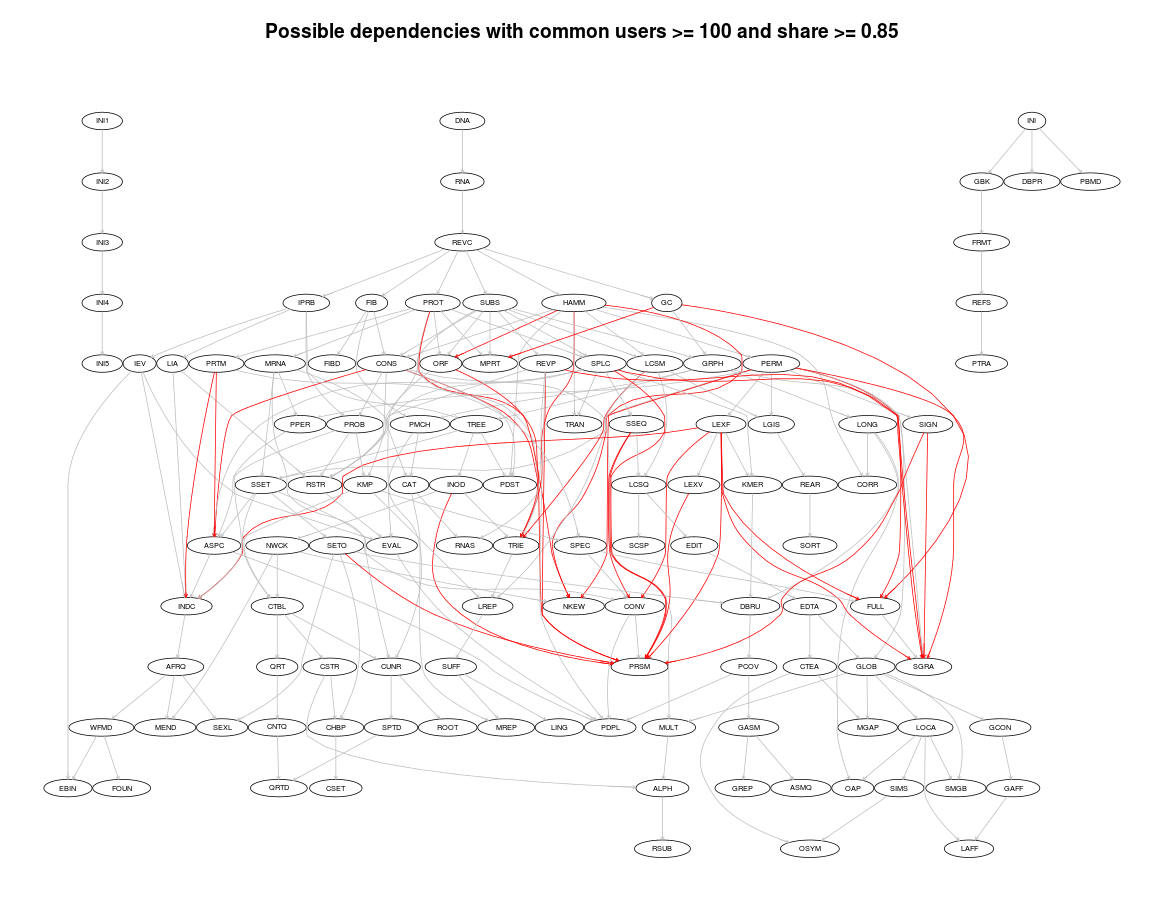 Possible dependencies with common users >= 100 and share >= 0.85
INI1 DNA INI
INI2 RNA GBK DBPR PBMD
INI3 REVC FRMT
INI4 IPRB FIB PROT SUBS HAMM GC REFS
INI5 IEV LIA PRTM MRNA FIBD CONS ORF MPRT REVP SPLC LCSM GRPH PERM PTRA
PPER PROB PMCH TREE TRAN SSEQ LEXF LGIS LONG SIGN
SSET RSTR KMP CAT INOD PDST LCSQ LEXV KMER REAR CORR
ASPC NWCK SETO EVAL RNAS TRIE SPEC SCSP EDIT SORT
INDC CTBL LREP NKEW CONV DBRU EDTA FULL
AFRQ QRT CSTR CUNR SUFF PRSM PCOV CTEA GLOB SGRA
WFMD MEND SEXL CNTQ CHBP SPTD ROOT MREP LING PDPL MULT GASM MGAP LOCA GCON
EBIN FOUN QRTD CSET ALPH GREP ASMQ OAP SIMS SMGB GAFF
RSUB OSYM LAFF